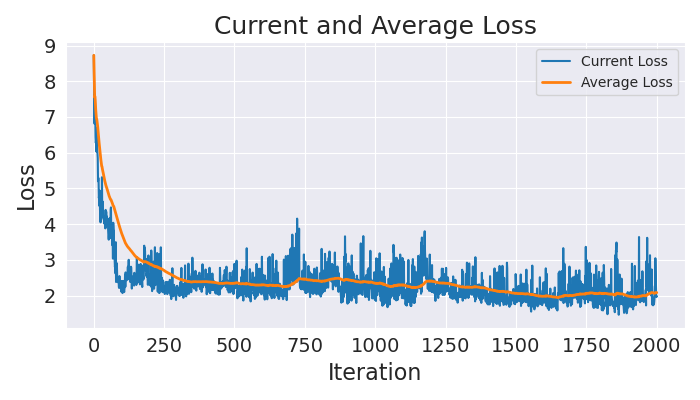 Current and Average Loss
Current Loss
Average Loss
Loss
9
8
7
6
5
4
3
2
0 250 500 750 1000 1250 1500 1750 2000
Iteration